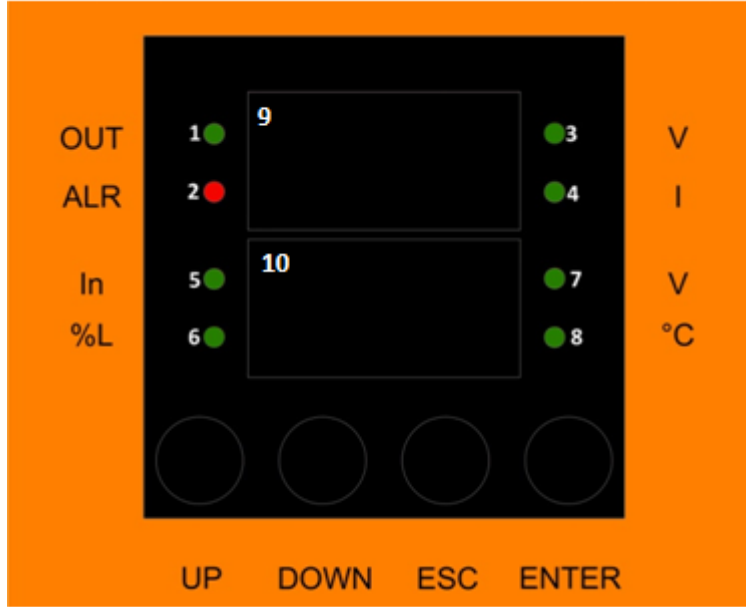 9
OUT 1 3 V
ALR 2 4 I
10
In 5 7 V
%L 6 8 °C
UP DOWN ESC ENTER